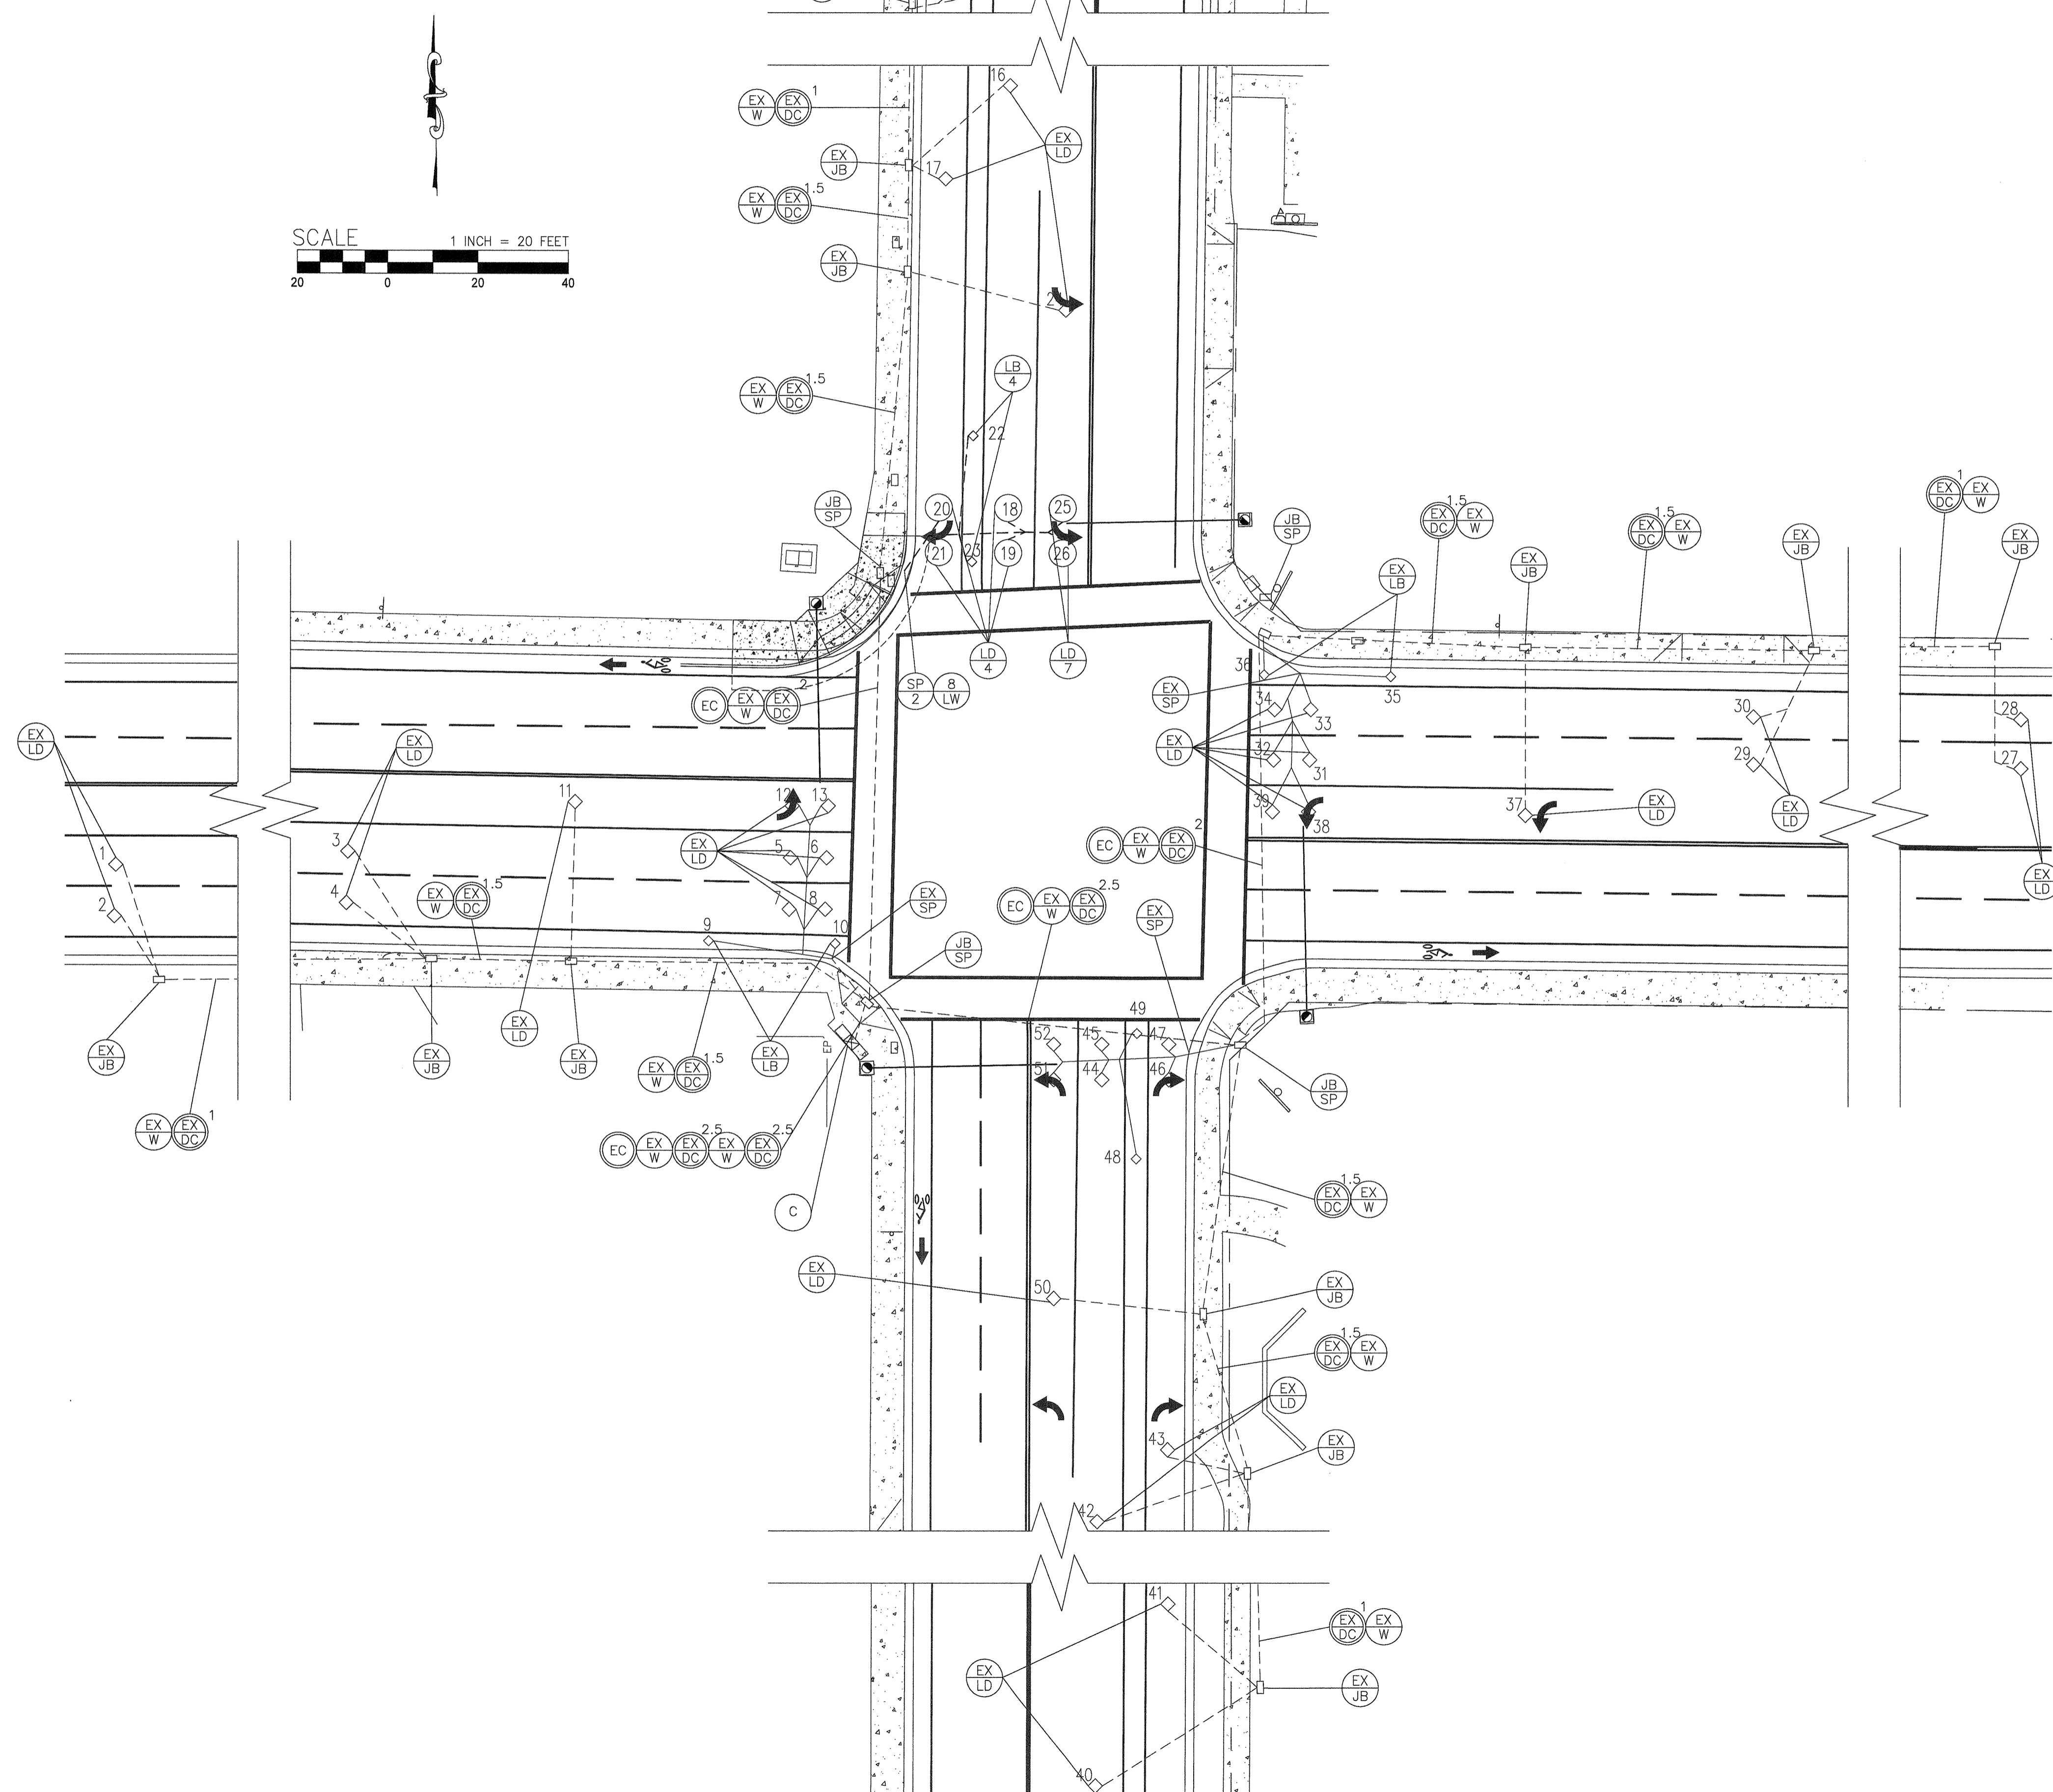 16
EX W EX DC 1
EX LD
EX JB
17
EX W EX DC 1.5
SCALE 1 INCH = 20 FEET
20 0 20 40
EX JB
EX W EX DC 1.5
LB 4
22
JB SP
20 18 25
21 23 19 26
LD 4
LD 7
JB SP
EX LB
EX DC 1.5 EX W
EX JB
EX DC 1.5 EX W
EX JB
EX DC 1 EX W
EX JB
36
35
SP 2 8 LW
EC EX W EX DC 2
EX SP
34
33
30
28
EX LD
EX LD
EX LD
32
31
29
27
11
12
13
39
38
37
EX LD
EX LD
3
1
EX LD
5
6
EC EX W EX DC 2
EX LD
4
2
EX W EX DC 1.5
7
8
EX SP
EC EX W EX DC 2.5
EX SP
9
10
JB SP
49
EX LD
52
45
47
EX JB
EX JB
EX JB
EX LB
EP
51
44
46
EX W EX DC 1.5
JB SP
EX W EX DC 1
EC EX W EX DC 2.5 EX W EX DC 2.5
48
C
EX DC 1.5 EX W
EX LD
50
EX JB
EX DC 1.5 EX W
EX LD
43
EX JB
42
41
EX DC 1 EX W
EX LD
EX JB
40